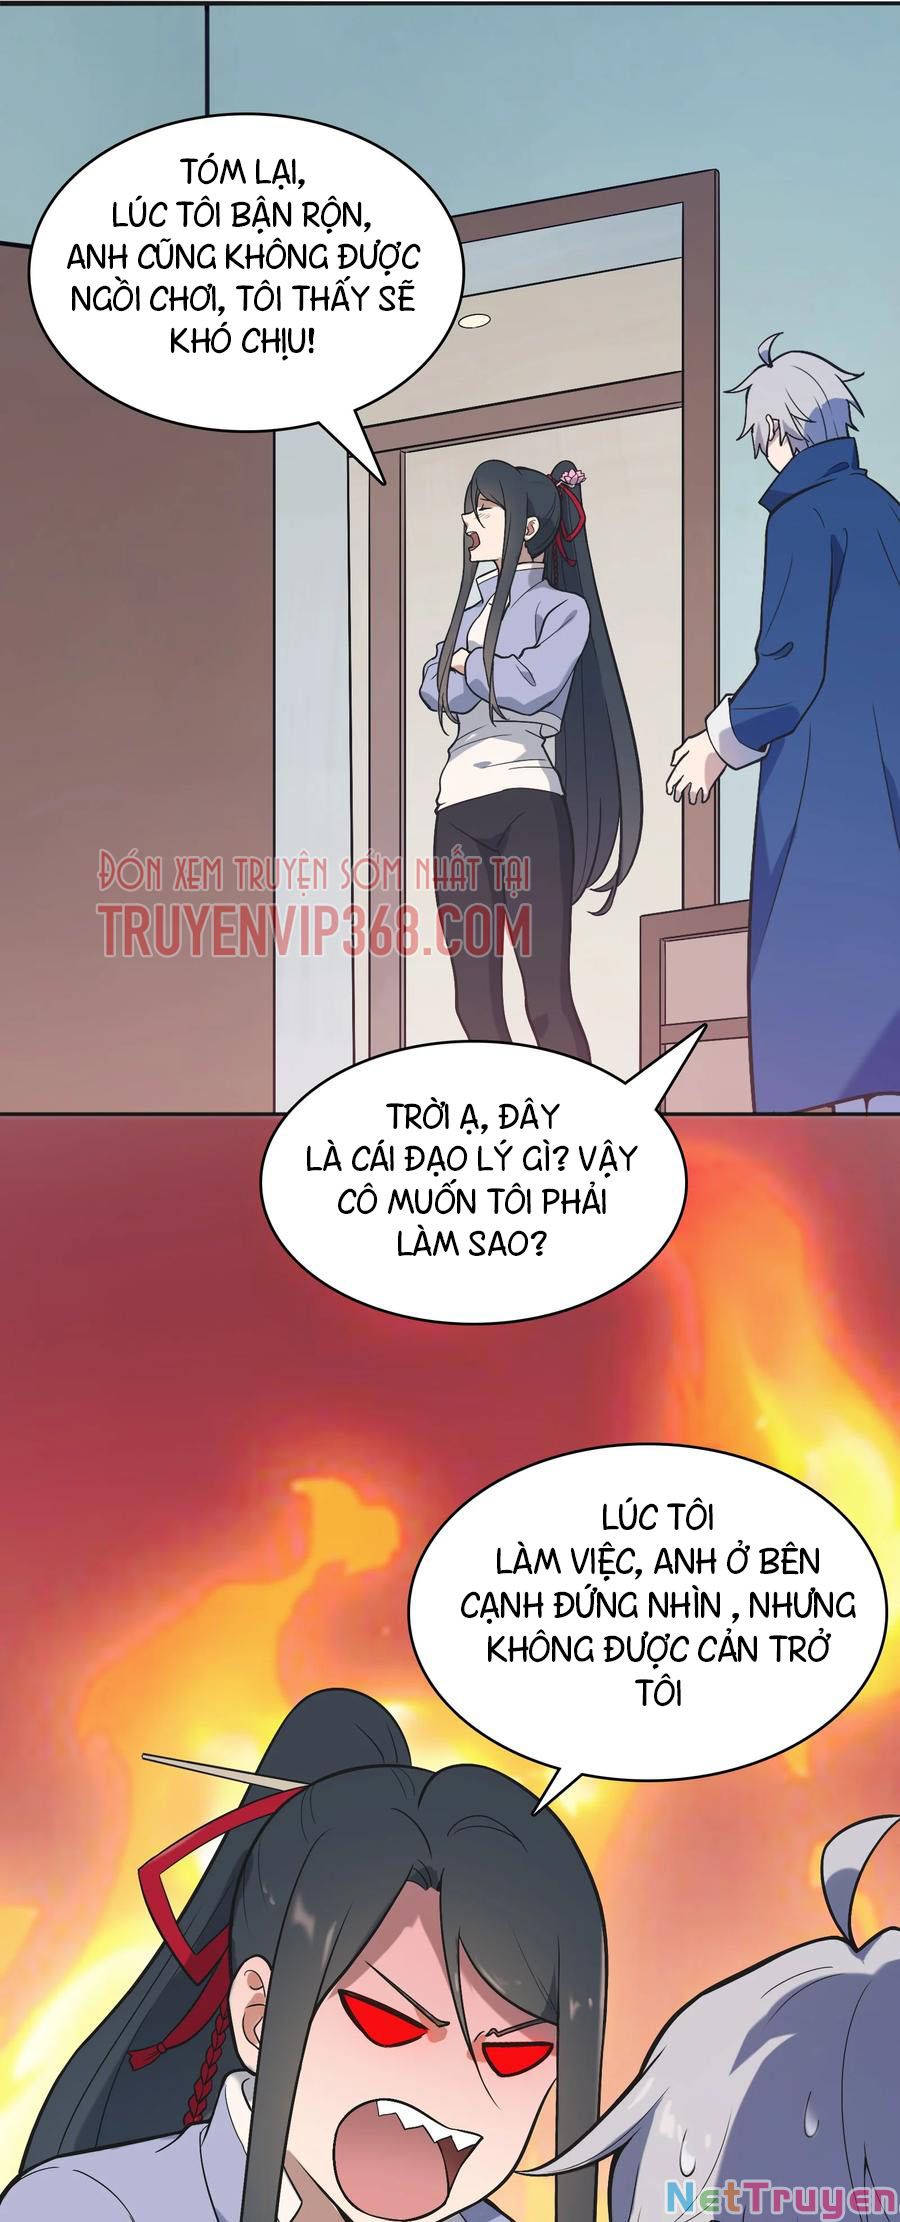 TÓM LẠI,
LÚC TÔI BẬN RỘN,
ANH CŨNG KHÔNG ĐƯỢC
NGỒI CHƠI, TÔI THẤY SẼ
KHÓ CHỊU!
ĐÓN XEM TRUYỆN SỚM NHẤT TẠI
TRUYENVIP368.COM
TRỜI Ạ, ĐÂY
LÀ CÁI ĐẠO LÝ GÌ? VẬY
CÔ MUỐN TÔI PHẢI
LÀM SAO?
LÚC TÔI
LÀM VIỆC, ANH Ở BÊN
CẠNH ĐỨNG NHÌN , NHƯNG
KHÔNG ĐƯỢC CẢN TRỞ
TÔI
NetTruyen